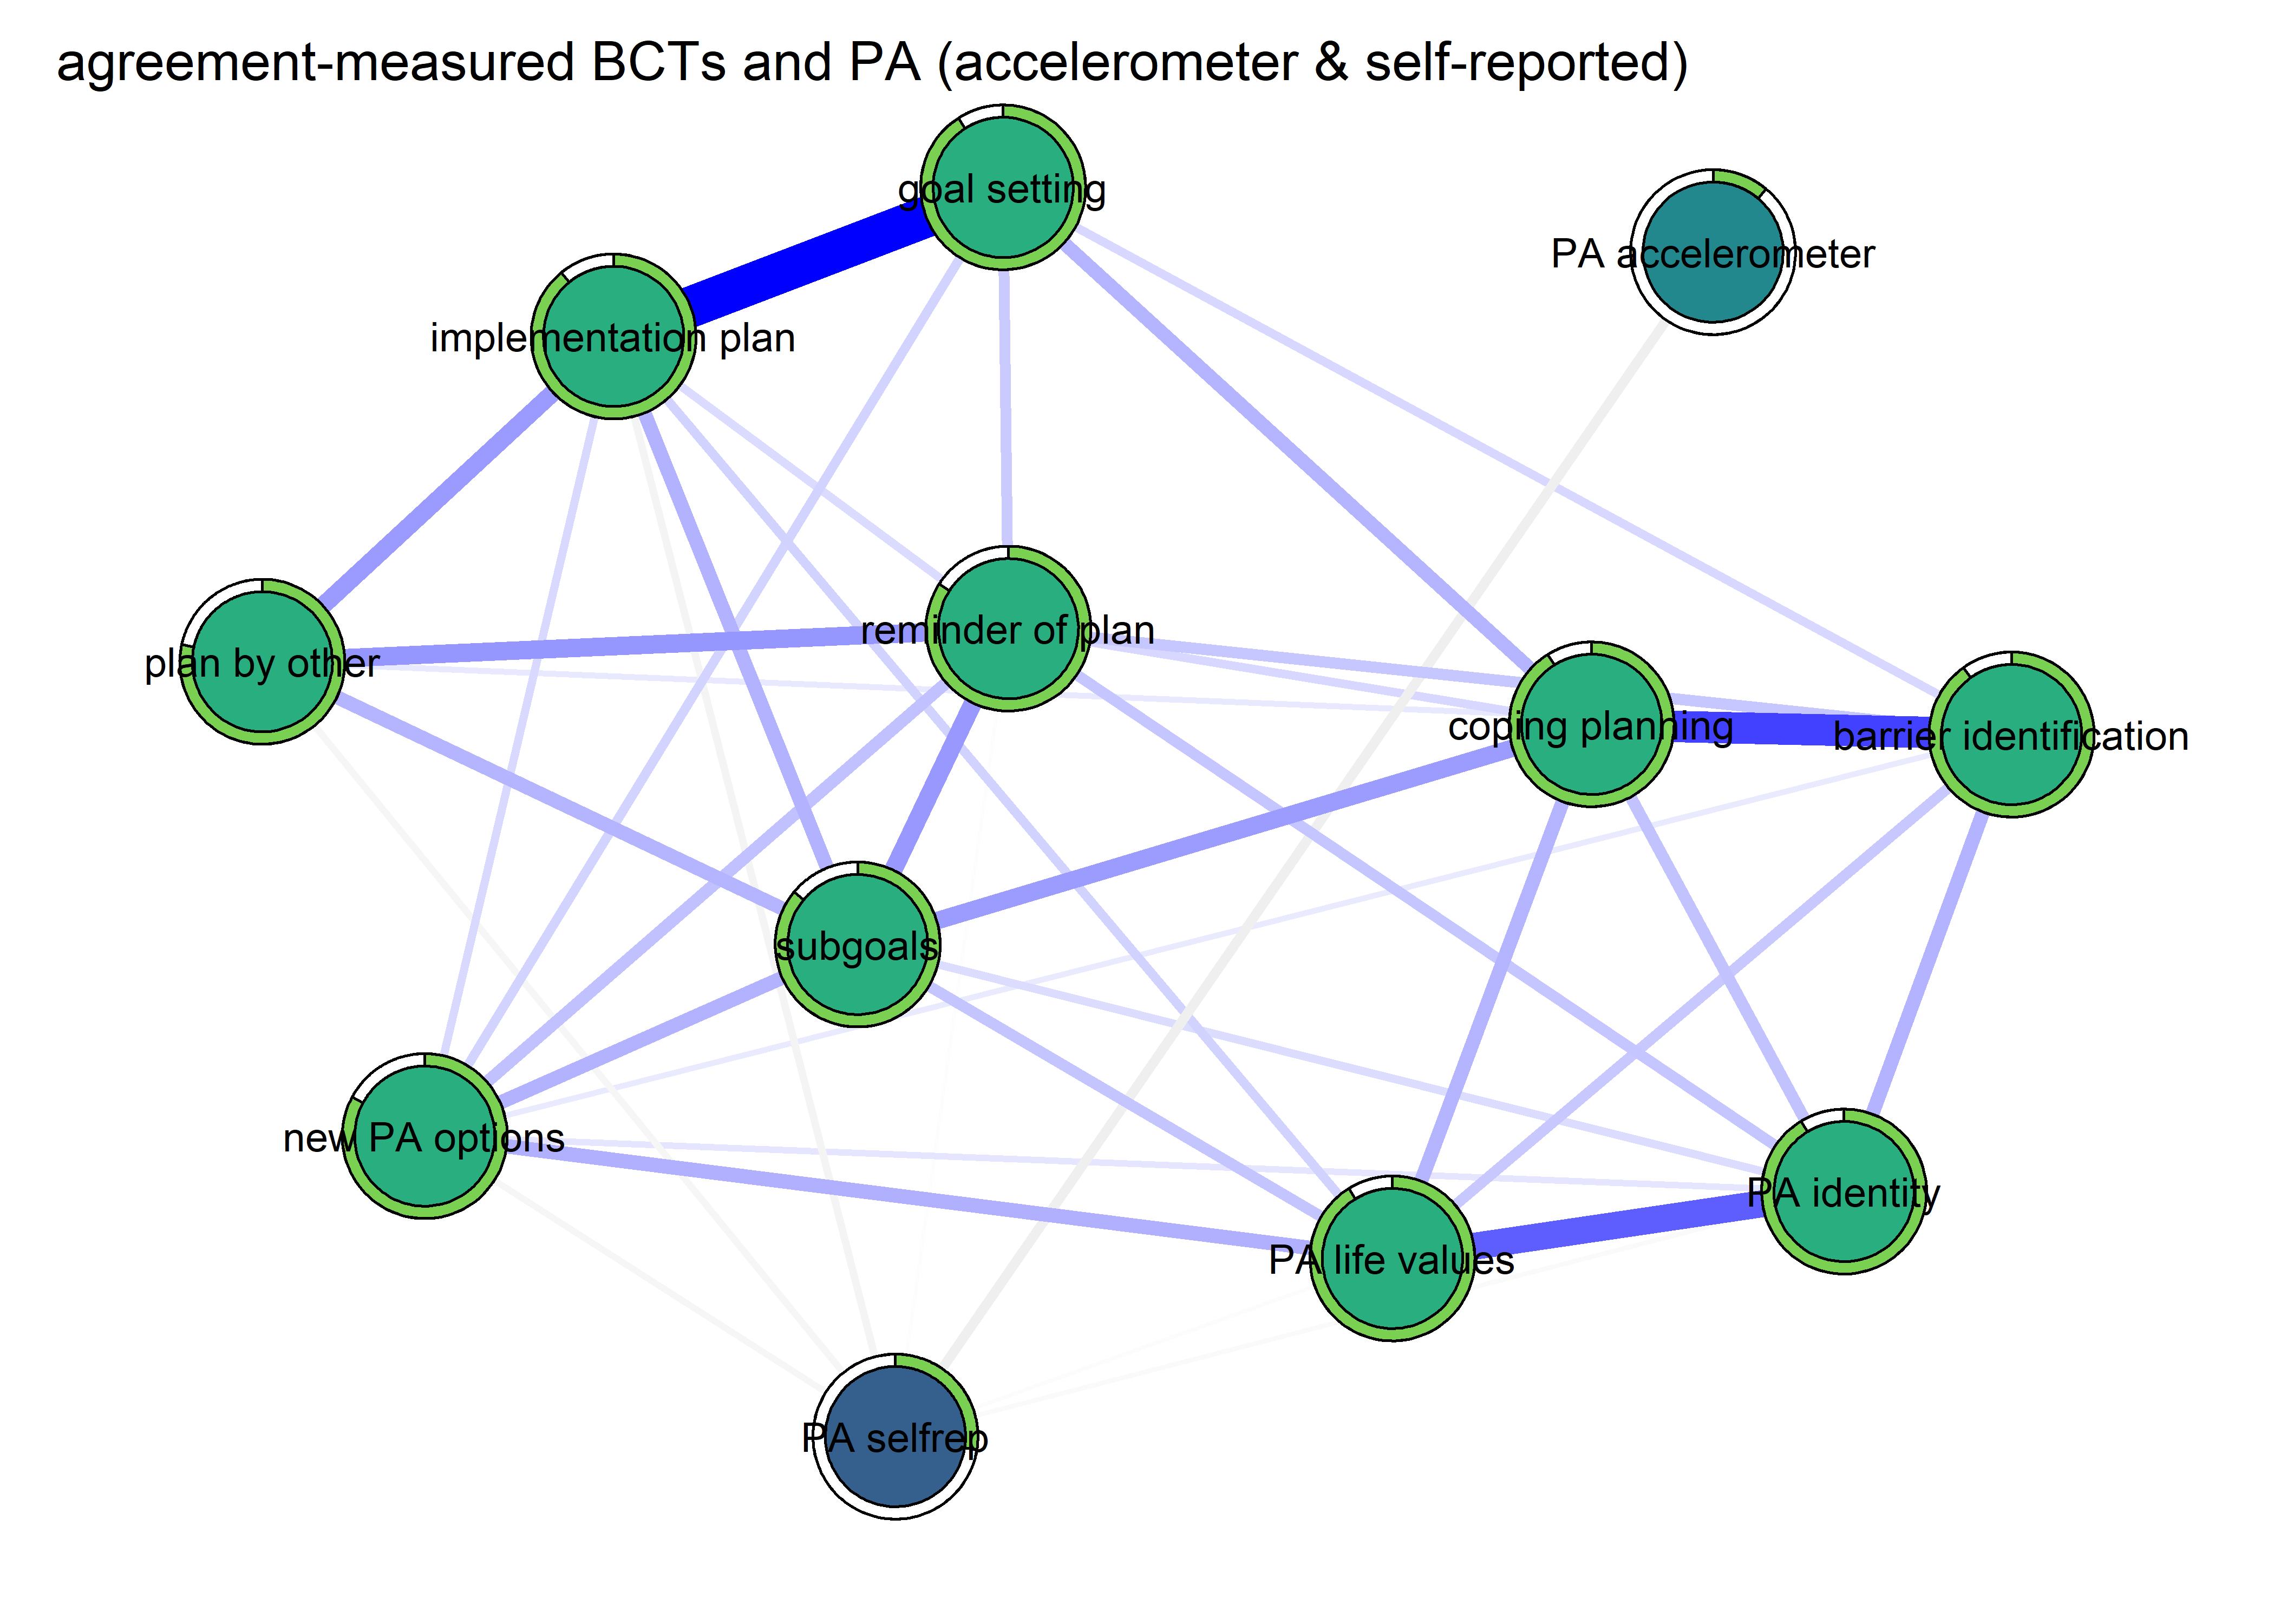 agreement-measured BCTs and PA (accelerometer & self-reported)
goal setting
PA accelerometer
implementation plan
reminder of plan
plan by other
coping planning
barrier identification
subgoals
new PA options
PA identity
PA life values
PA selfrep